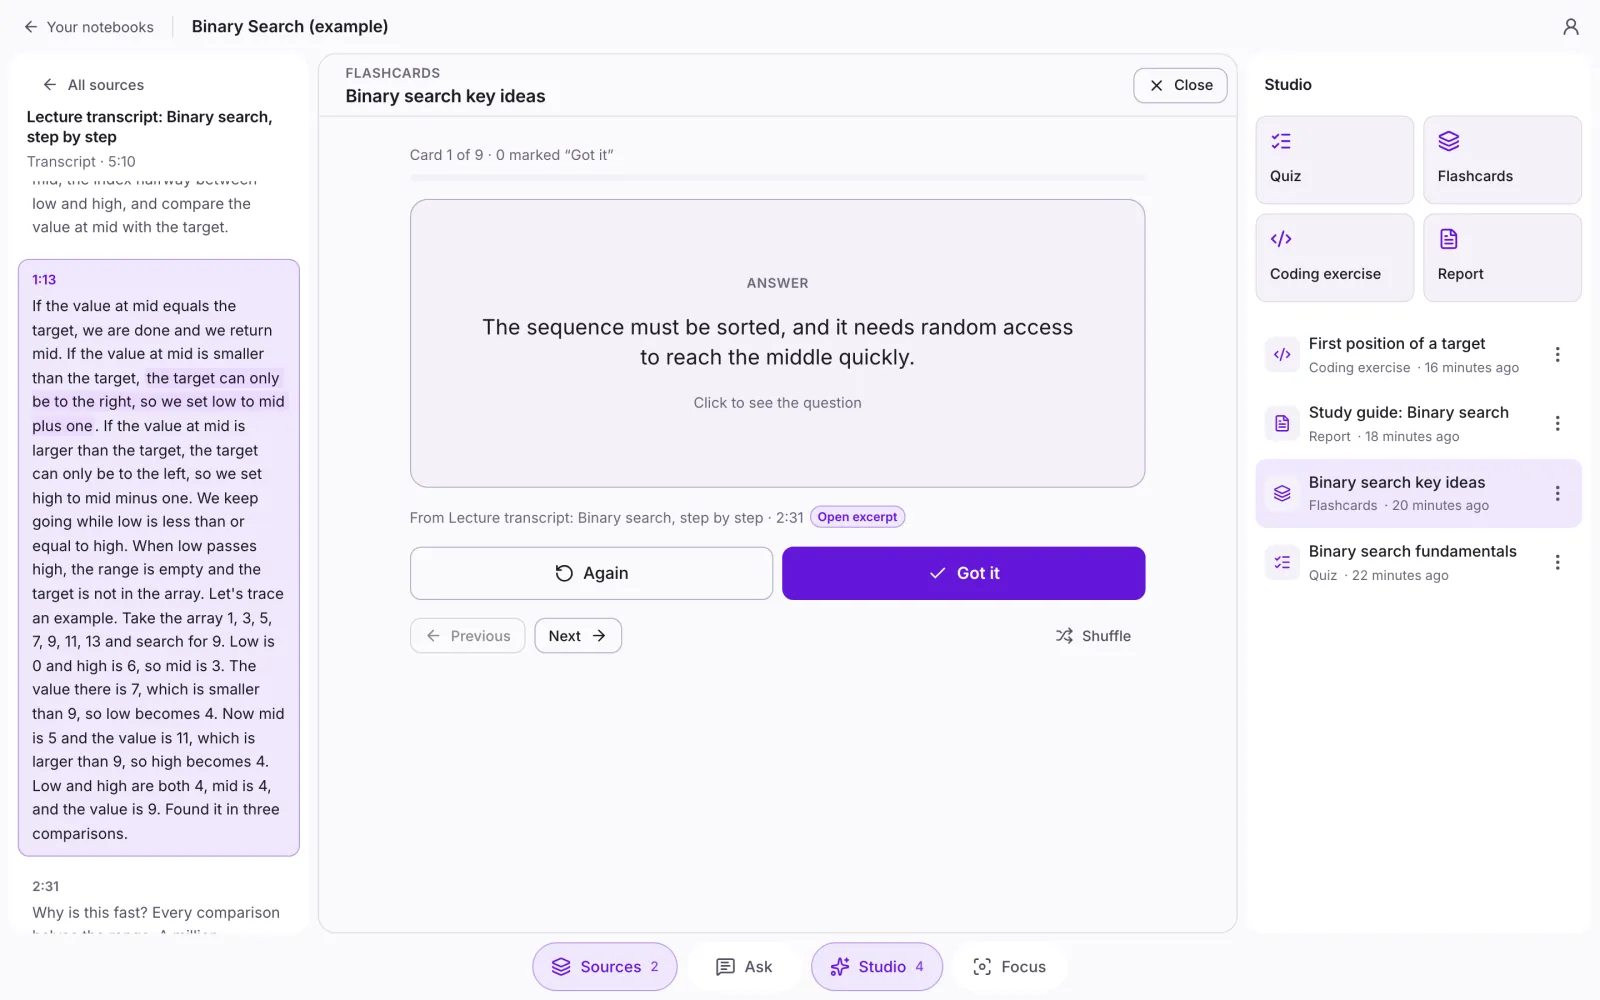 Your notebooks
Binary Search (example)
All sources
Lecture transcript: Binary search,
step by step
Transcript · 5:10
mid, the index halfway between
low and high, and compare the
value at mid with the target.
1:13
If the value at mid equals the
target, we are done and we return
mid. If the value at mid is smaller
than the target, the target can only
be to the right, so we set low to mid
plus one. If the value at mid is
larger than the target, the target
can only be to the left, so we set
high to mid minus one. We keep
going while low is less than or
equal to high. When low passes
high, the range is empty and the
target is not in the array. Let's trace
an example. Take the array 1, 3, 5,
7, 9, 11, 13 and search for 9. Low is
0 and high is 6, so mid is 3. The
value there is 7, which is smaller
than 9, so low becomes 4. Now mid
is 5 and the value is 11, which is
larger than 9, so high becomes 4.
Low and high are both 4, mid is 4,
and the value is 9. Found it in three
comparisons.
2:31
Why is this fast? Every comparison
halves the range. A million
FLASHCARDS
Binary search key ideas
Close
Card 1 of 9 · 0 marked “Got it”
ANSWER
The sequence must be sorted, and it needs random access
to reach the middle quickly.
Click to see the question
From Lecture transcript: Binary search, step by step · 2:31 Open excerpt
Again
Got it
Previous
Next
Shuffle
Studio
Quiz
Flashcards
Coding exercise
Report
First position of a target
Coding exercise · 16 minutes ago
Study guide: Binary search
Report · 18 minutes ago
Binary search key ideas
Flashcards · 20 minutes ago
Binary search fundamentals
Quiz · 22 minutes ago
Sources 2
Ask
Studio 4
Focus